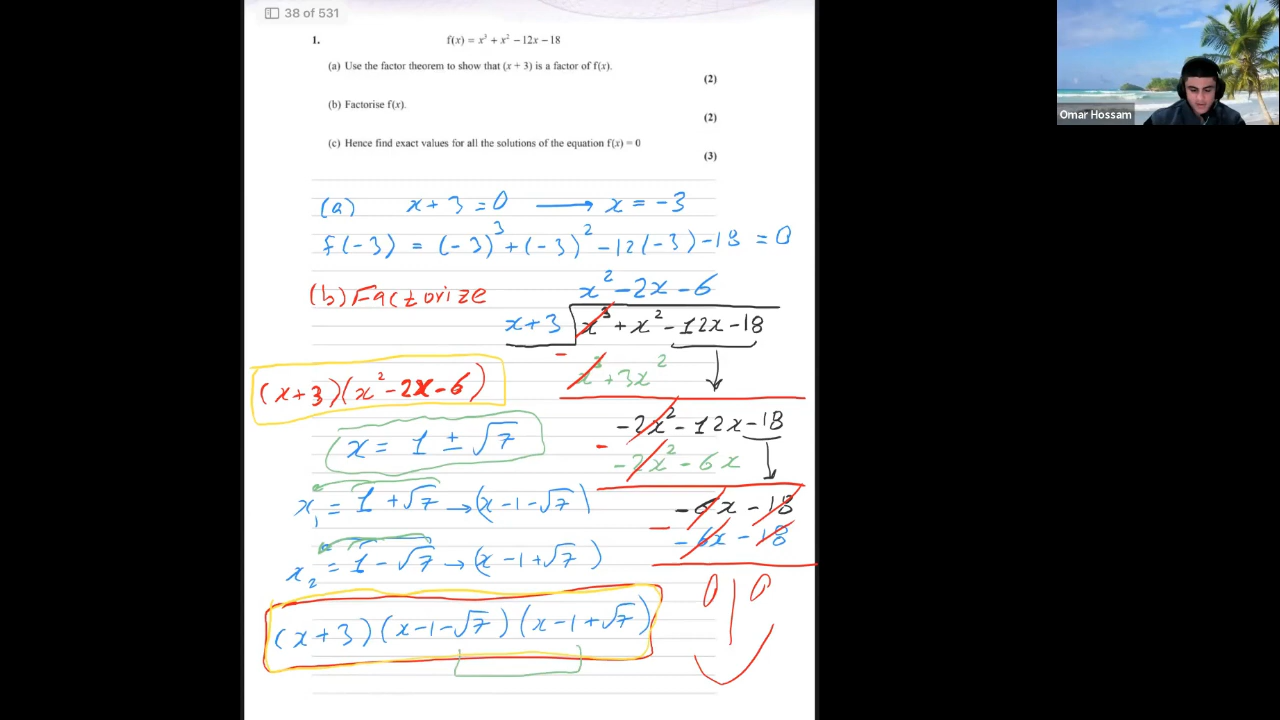 38 of 531
1. f(x) = x³ + x² − 12x − 18
(a) Use the factor theorem to show that (x + 3) is a factor of f(x).
(2)
(b) Factorise f(x).
(2)
(c) Hence find exact values for all the solutions of the equation f(x) = 0
(3)
Omar Hossam
(a) x+3=0 ⟶ x = −3
f(−3) = (−3)³+(−3)²−12(−3)−18 = 0
(b) Factorize
x²−2x−6
x+3 x³+x²−12x−18
− x³+3x²
(x+3)(x²−2x−6)
−2x²−12x−18
x = 1 ± √7
− −2x²−6x
x₁ = 1+√7 → (x−1−√7)
−6x−18
− −6x−18
x₂ = 1−√7 → (x−1+√7)
0 | 0
(x+3)(x−1−√7)(x−1+√7)